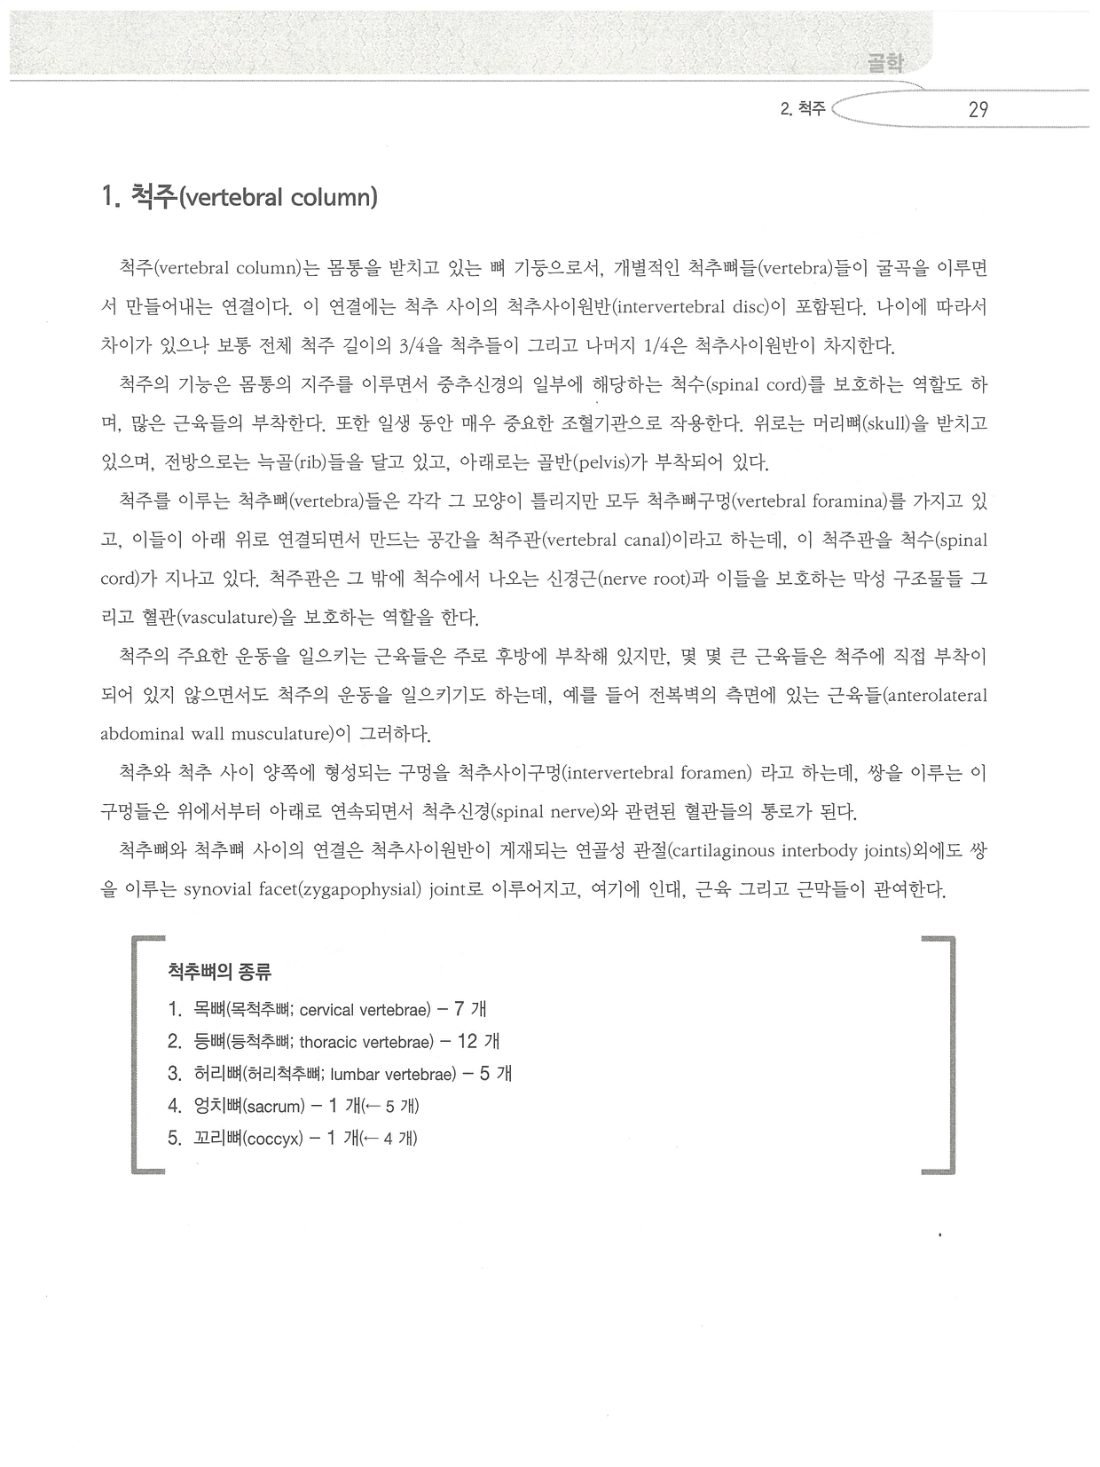 골학
2. 척주
29
1. 척주(vertebral column)
척주(vertebral column)는 몸통을 받치고 있는 뼈 기둥으로서, 개별적인 척추뼈들(vertebra)들이 굴곡을 이루면
서 만들어내는 연결이다. 이 연결에는 척추 사이의 척추사이원반(intervertebral disc)이 포함된다. 나이에 따라서
차이가 있으나 보통 전체 척주 길이의 3/4을 척추들이 그리고 나머지 1/4은 척추사이원반이 차지한다.
척주의 기능은 몸통의 지주를 이루면서 중추신경의 일부에 해당하는 척수(spinal cord)를 보호하는 역할도 하
며, 많은 근육들의 부착한다. 또한 일생 동안 매우 중요한 조혈기관으로 작용한다. 위로는 머리뼈(skull)을 받치고
있으며, 전방으로는 늑골(rib)들을 달고 있고, 아래로는 골반(pelvis)가 부착되어 있다.
척주를 이루는 척추뼈(vertebra)들은 각각 그 모양이 틀리지만 모두 척추뼈구멍(vertebral foramina)를 가지고 있
고, 이들이 아래 위로 연결되면서 만드는 공간을 척주관(vertebral canal)이라고 하는데, 이 척주관을 척수(spinal
cord)가 지나고 있다. 척주관은 그 밖에 척수에서 나오는 신경근(nerve root)과 이들을 보호하는 막성 구조물들 그
리고 혈관(vasculature)을 보호하는 역할을 한다.
척주의 주요한 운동을 일으키는 근육들은 주로 후방에 부착해 있지만, 몇 몇 큰 근육들은 척주에 직접 부착이
되어 있지 않으면서도 척주의 운동을 일으키기도 하는데, 예를 들어 전복벽의 측면에 있는 근육들(anterolateral
abdominal wall musculature)이 그러하다.
척추와 척추 사이 양쪽에 형성되는 구멍을 척추사이구멍(intervertebral foramen) 라고 하는데, 쌍을 이루는 이
구멍들은 위에서부터 아래로 연속되면서 척추신경(spinal nerve)와 관련된 혈관들의 통로가 된다.
척추뼈와 척추뼈 사이의 연결은 척추사이원반이 게재되는 연골성 관절(cartilaginous interbody joints)외에도 쌍
을 이루는 synovial facet(zygapophysial) joint로 이루어지고, 여기에 인대, 근육 그리고 근막들이 관여한다.
척추뼈의 종류
1. 목뼈(목척추뼈; cervical vertebrae) – 7 개
2. 등뼈(등척추뼈; thoracic vertebrae) – 12 개
3. 허리뼈(허리척추뼈; lumbar vertebrae) – 5 개
4. 엉치뼈(sacrum) – 1 개(← 5 개)
5. 꼬리뼈(coccyx) – 1 개(← 4 개)